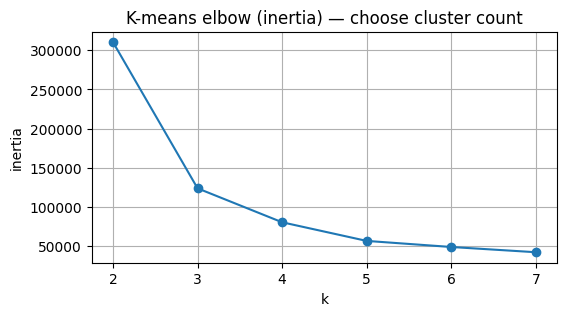 K-means elbow (inertia) — choose cluster count
300000
250000
200000
150000
100000
50000
inertia
2 3 4 5 6 7
k